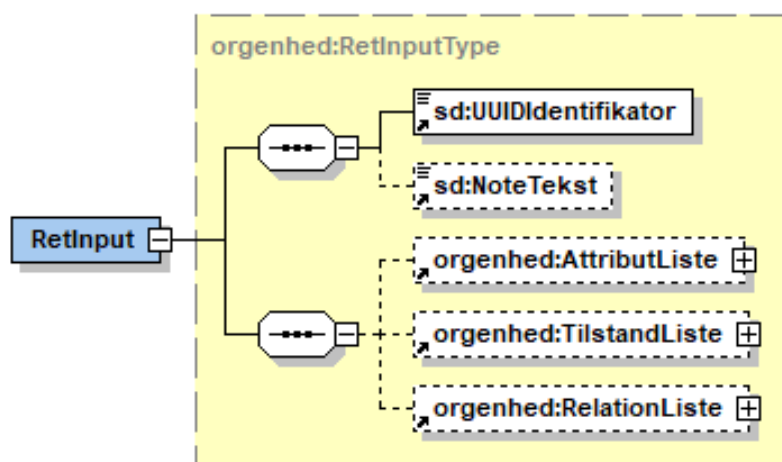 orgenhed:RetInputType
sd:UUIDIdentifikator
sd:NoteTekst
RetInput
orgenhed:AttributListe
orgenhed:TilstandListe
orgenhed:RelationListe